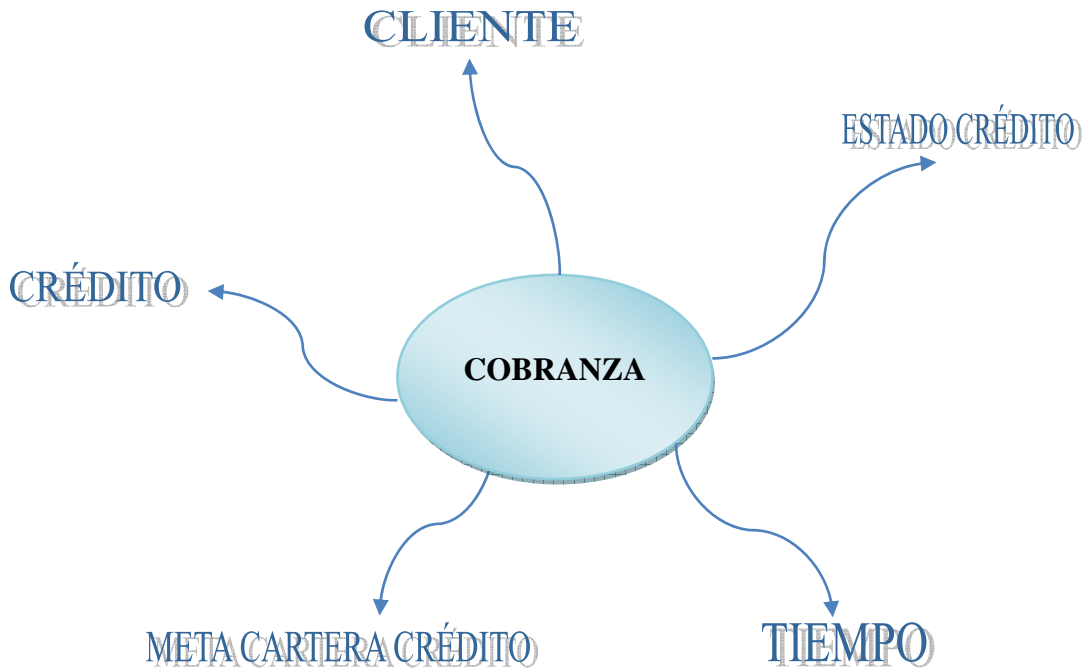 CLIENTE
ESTADO CRÉDITO
CRÉDITO
COBRANZA
META CARTERA CRÉDITO
TIEMPO